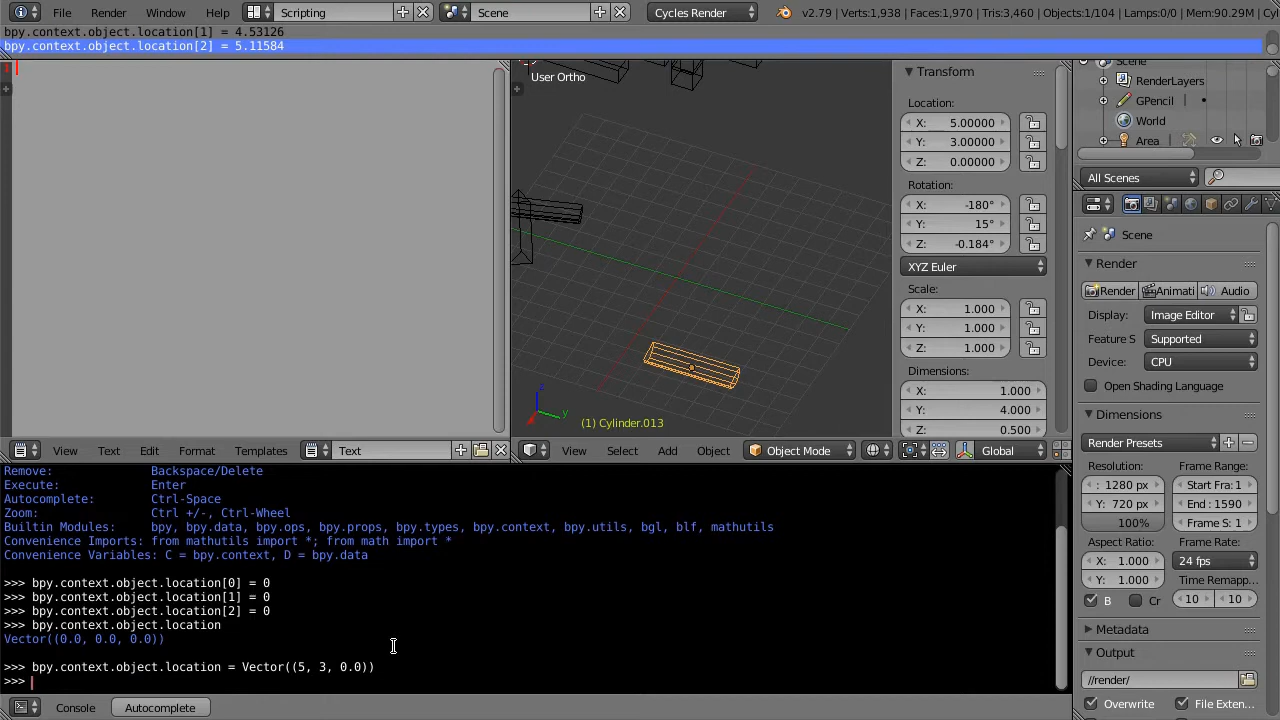 File Render Window Help Scripting Scene Cycles Render v2.79 | Verts:1,938 | Faces:1,971 | Tris:3,460 | Objects:1/104 | Lamps:0/0 | Mem:90.29M |
bpy.context.object.location[1] = 4.53126
bpy.context.object.location[2] = 5.11584
1
User Ortho
Transform
Location:
X: 5.00000
Y: 3.00000
Z: 0.00000
Rotation:
X: -180°
Y: 15°
Z: -0.184°
XYZ Euler
Scale:
X: 1.000
Y: 1.000
Z: 1.000
Dimensions:
X: 1.000
Y: 4.000
Z: 0.500
z
y
(1) Cylinder.013
Scene
RenderLayers
GPencil
World
Area
All Scenes
Scene
Render
Render Animati Audio
Display: Image Editor
Feature S Supported
Device: CPU
Open Shading Language
Dimensions
Render Presets
Resolution: Frame Range:
: 1280 px Start Fra: 1
Y: 720 px End : 1590
100% Frame S: 1
Aspect Ratio: Frame Rate:
X: 1.000 24 fps
Y: 1.000 Time Remapp...
B Cr 10 10
Metadata
Output
//render/
Overwrite File Exten...
View Text Edit Format Templates Text
View Select Add Object Object Mode Global
Remove: Backspace/Delete
Execute: Enter
Autocomplete: Ctrl-Space
Zoom: Ctrl +/-, Ctrl-Wheel
Builtin Modules: bpy, bpy.data, bpy.ops, bpy.props, bpy.types, bpy.context, bpy.utils, bgl, blf, mathutils
Convenience Imports: from mathutils import *; from math import *
Convenience Variables: C = bpy.context, D = bpy.data
>>> bpy.context.object.location[0] = 0
>>> bpy.context.object.location[1] = 0
>>> bpy.context.object.location[2] = 0
>>> bpy.context.object.location
Vector((0.0, 0.0, 0.0))
>>> bpy.context.object.location = Vector((5, 3, 0.0))
>>>
Console Autocomplete